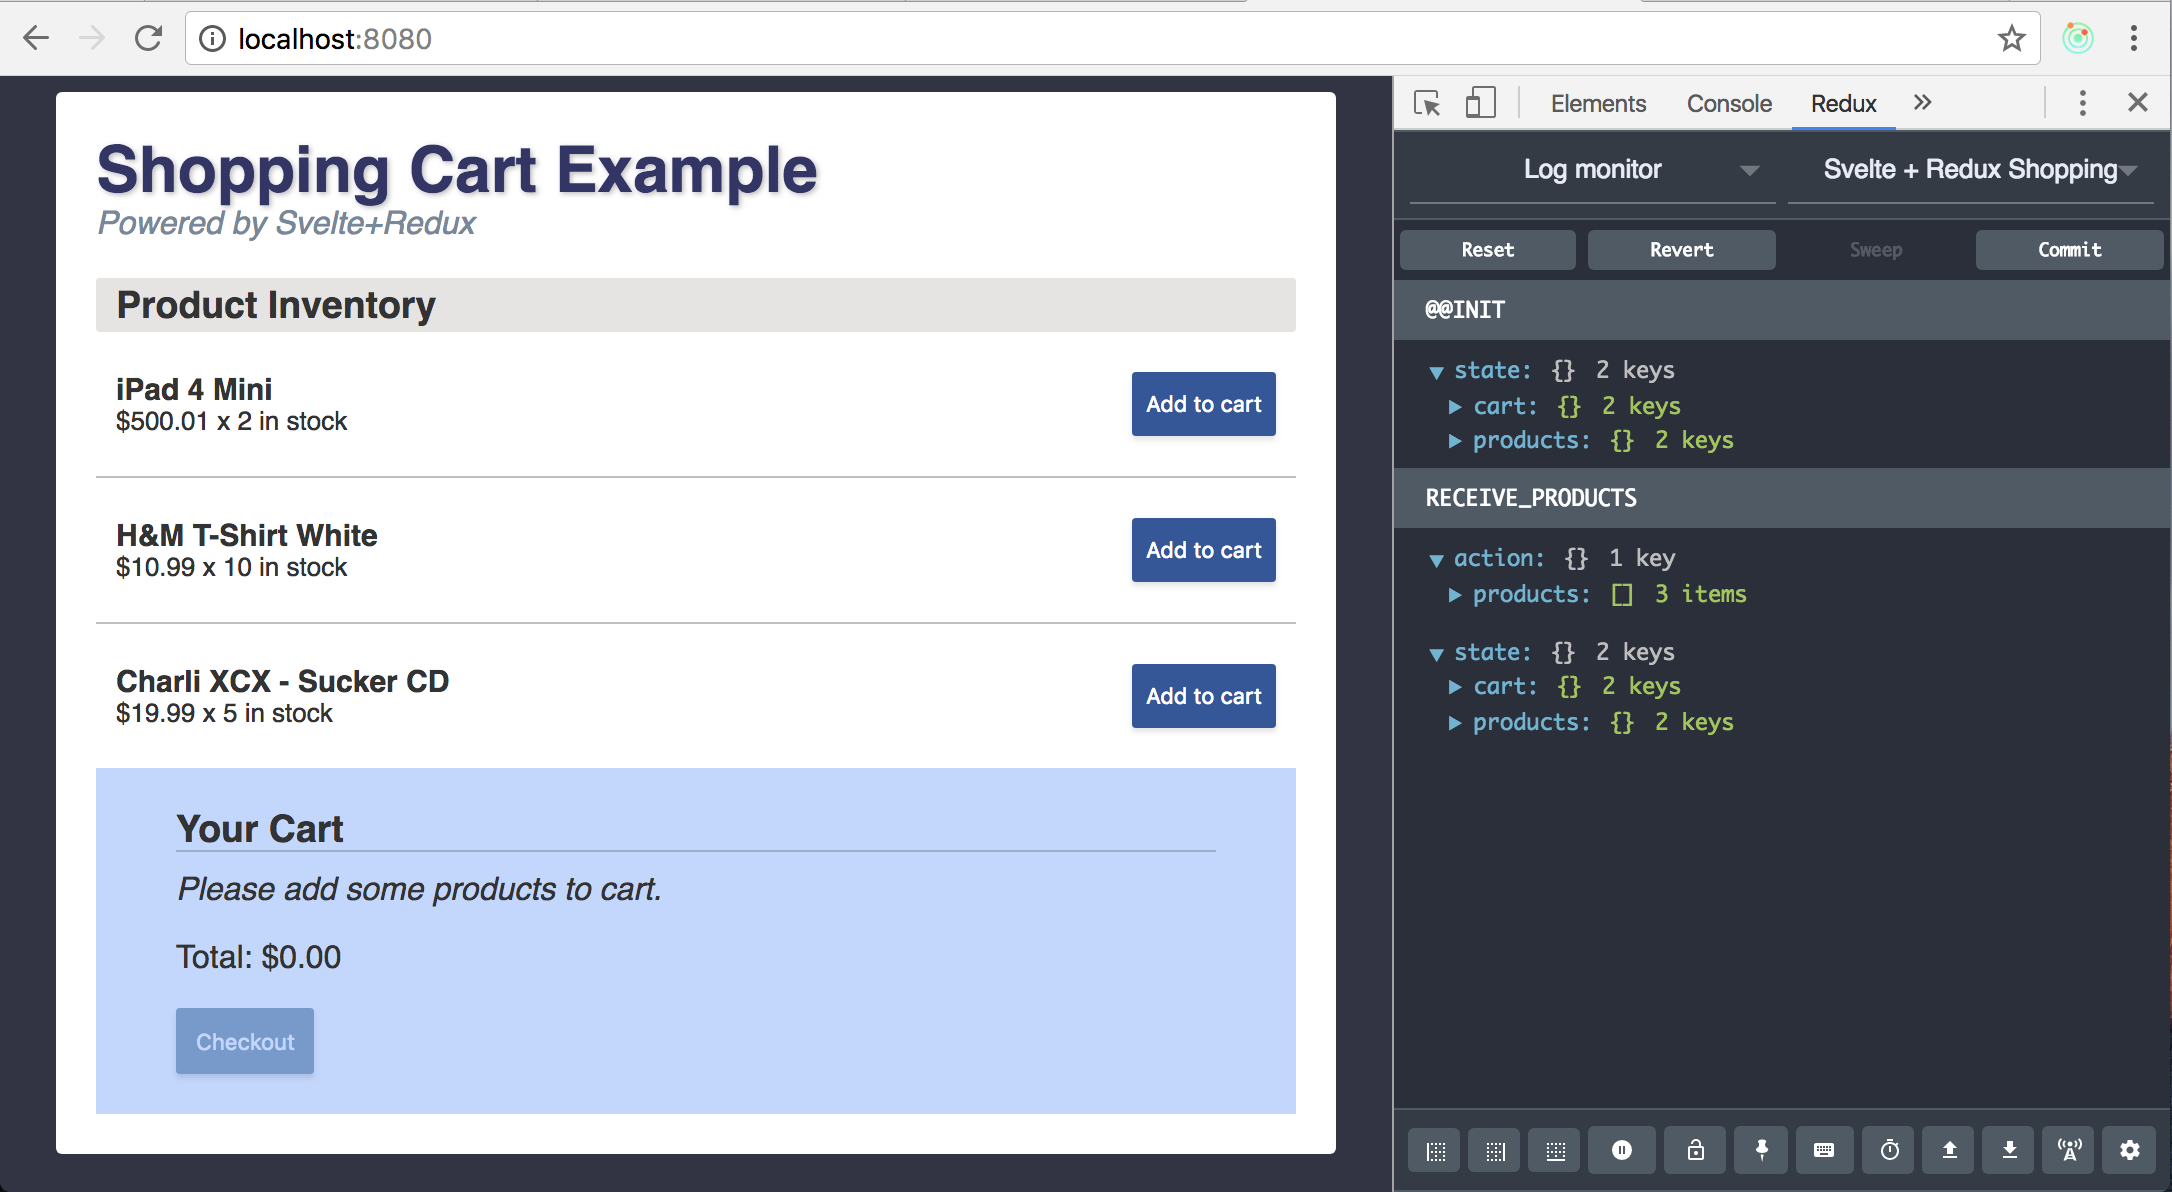 localhost:8080
Shopping Cart Example
Powered by Svelte+Redux
Product Inventory
iPad 4 Mini
$500.01 x 2 in stock
Add to cart
H&M T-Shirt White
$10.99 x 10 in stock
Add to cart
Charli XCX - Sucker CD
$19.99 x 5 in stock
Add to cart
Your Cart
Please add some products to cart.
Total: $0.00
Checkout
Elements Console Redux
Log monitor Svelte + Redux Shopping
Reset Revert Sweep Commit
@@INIT
state: {} 2 keys
cart: {} 2 keys
products: {} 2 keys
RECEIVE_PRODUCTS
action: {} 1 key
products: [] 3 items
state: {} 2 keys
cart: {} 2 keys
products: {} 2 keys